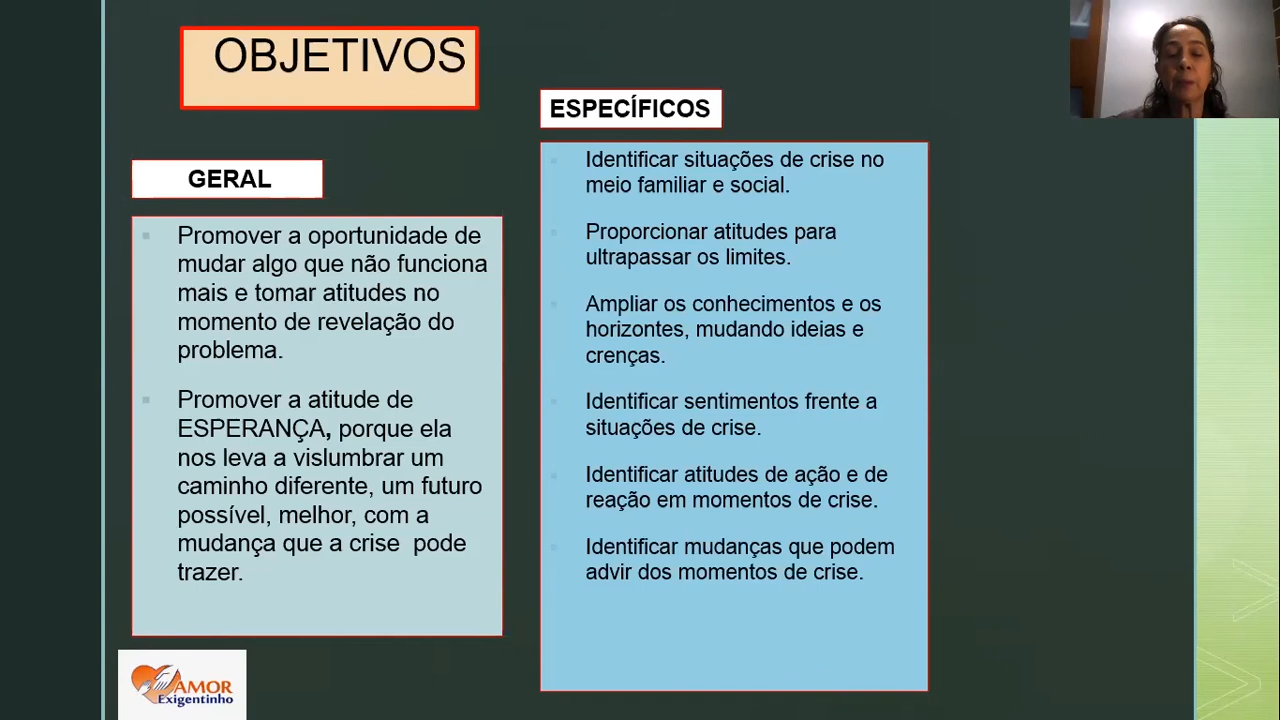 OBJETIVOS
GERAL
Promover a oportunidade de
mudar algo que não funciona
mais e tomar atitudes no
momento de revelação do
problema.
Promover a atitude de
ESPERANÇA, porque ela
nos leva a vislumbrar um
caminho diferente, um futuro
possível, melhor, com a
mudança que a crise pode
trazer.
ESPECÍFICOS
Identificar situações de crise no
meio familiar e social.
Proporcionar atitudes para
ultrapassar os limites.
Ampliar os conhecimentos e os
horizontes, mudando ideias e
crenças.
Identificar sentimentos frente a
situações de crise.
Identificar atitudes de ação e de
reação em momentos de crise.
Identificar mudanças que podem
advir dos momentos de crise.
AMOR
Exigentinho